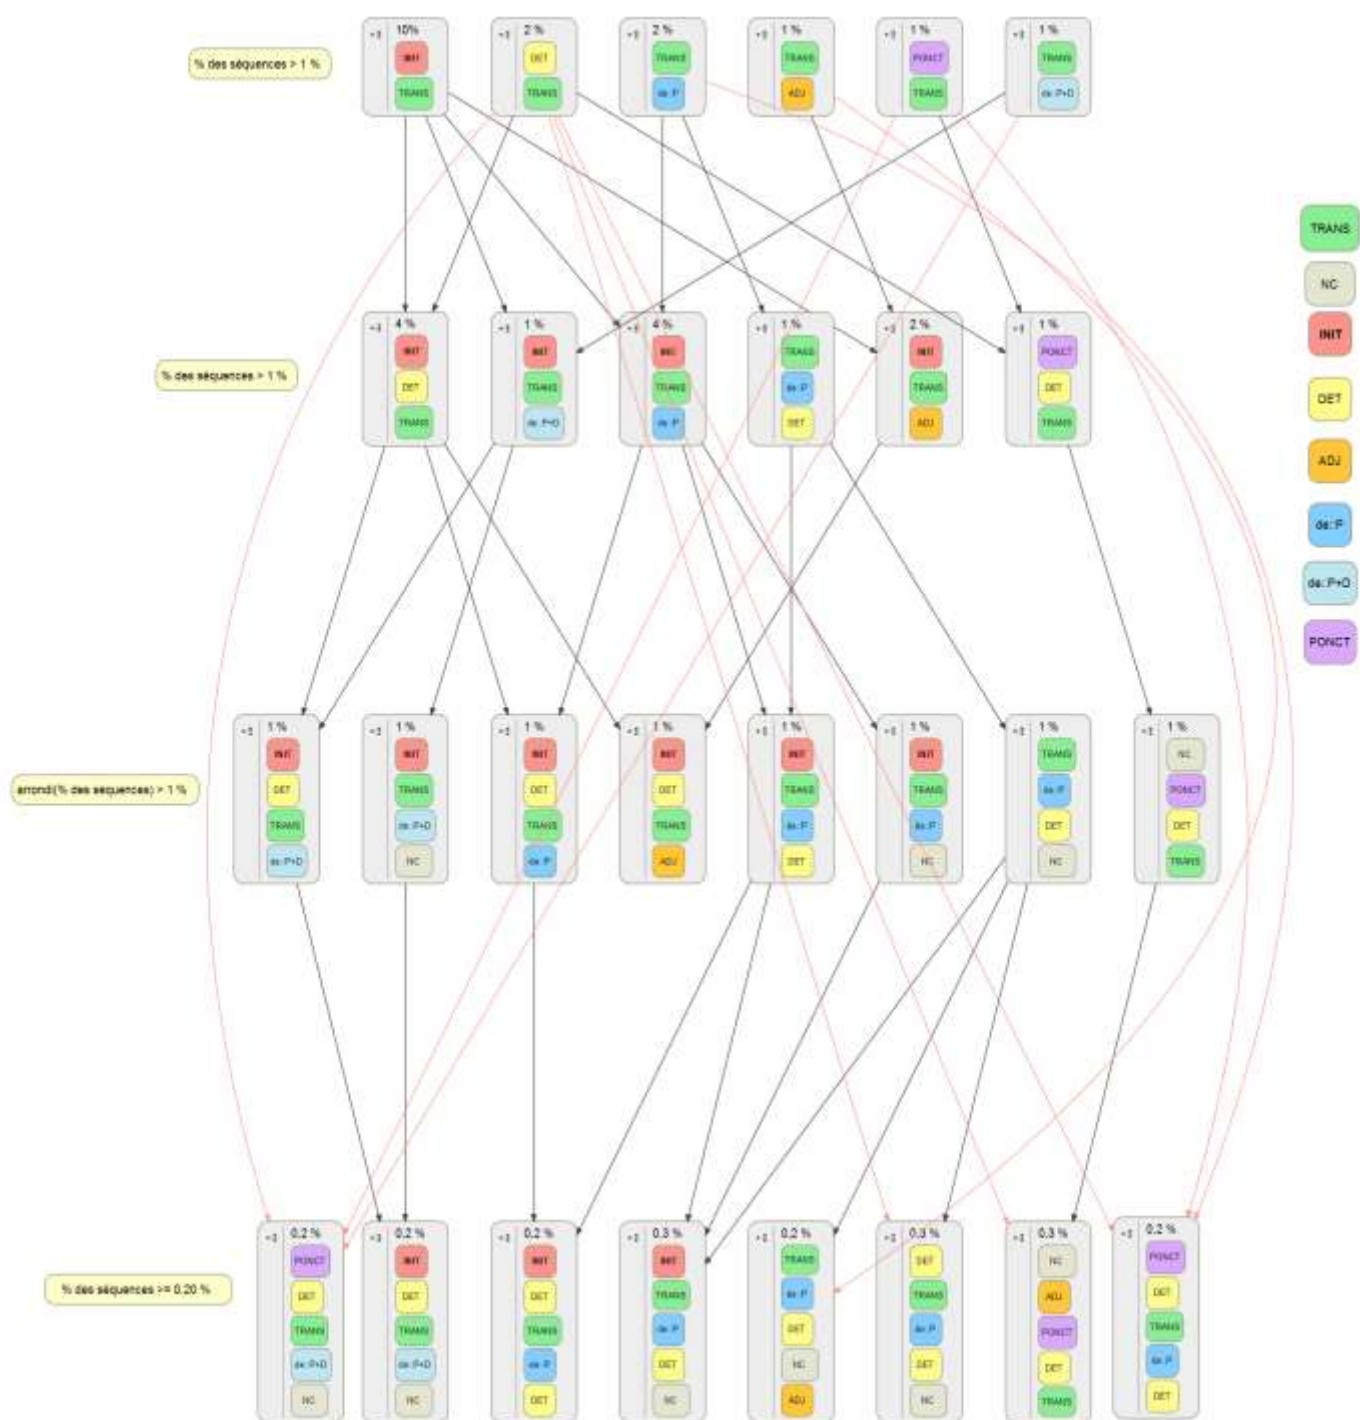 10%
INIT
TRANS
2 %
DET
TRANS
2 %
TRANS
de::P
1 %
TRANS
ADJ
1 %
PONCT
TRANS
1 %
TRANS
de::P+D
% des séquences > 1 %
TRANS
NC
INIT
DET
ADJ
de::P
de::P+D
PONCT
4 %
INIT
DET
TRANS
1 %
INIT
TRANS
de::P+D
4 %
INIT
TRANS
de::P
1 %
TRANS
de::P
DET
2 %
INIT
TRANS
ADJ
1 %
PONCT
DET
TRANS
% des séquences > 1 %
1 %
INIT
DET
TRANS
de::P+D
1 %
INIT
TRANS
de::P+D
NC
1 %
INIT
DET
TRANS
de::P
1 %
INIT
DET
TRANS
ADJ
1 %
INIT
TRANS
de::P
DET
1 %
INIT
TRANS
de::P
NC
1 %
TRANS
de::P
DET
NC
1 %
NC
PONCT
DET
TRANS
arrondi(% des séquences) > 1 %
0,2 %
PONCT
DET
TRANS
de::P+D
NC
0,2 %
INIT
DET
TRANS
de::P+D
NC
0,2 %
INIT
DET
TRANS
de::P
DET
0,3 %
INIT
TRANS
de::P
DET
NC
0,2 %
TRANS
de::P
DET
NC
ADJ
0,3 %
DET
TRANS
de::P
DET
NC
0,3 %
NC
ADJ
PONCT
DET
TRANS
0,2 %
PONCT
DET
TRANS
de::P
DET
% des séquences >= 0,20 %